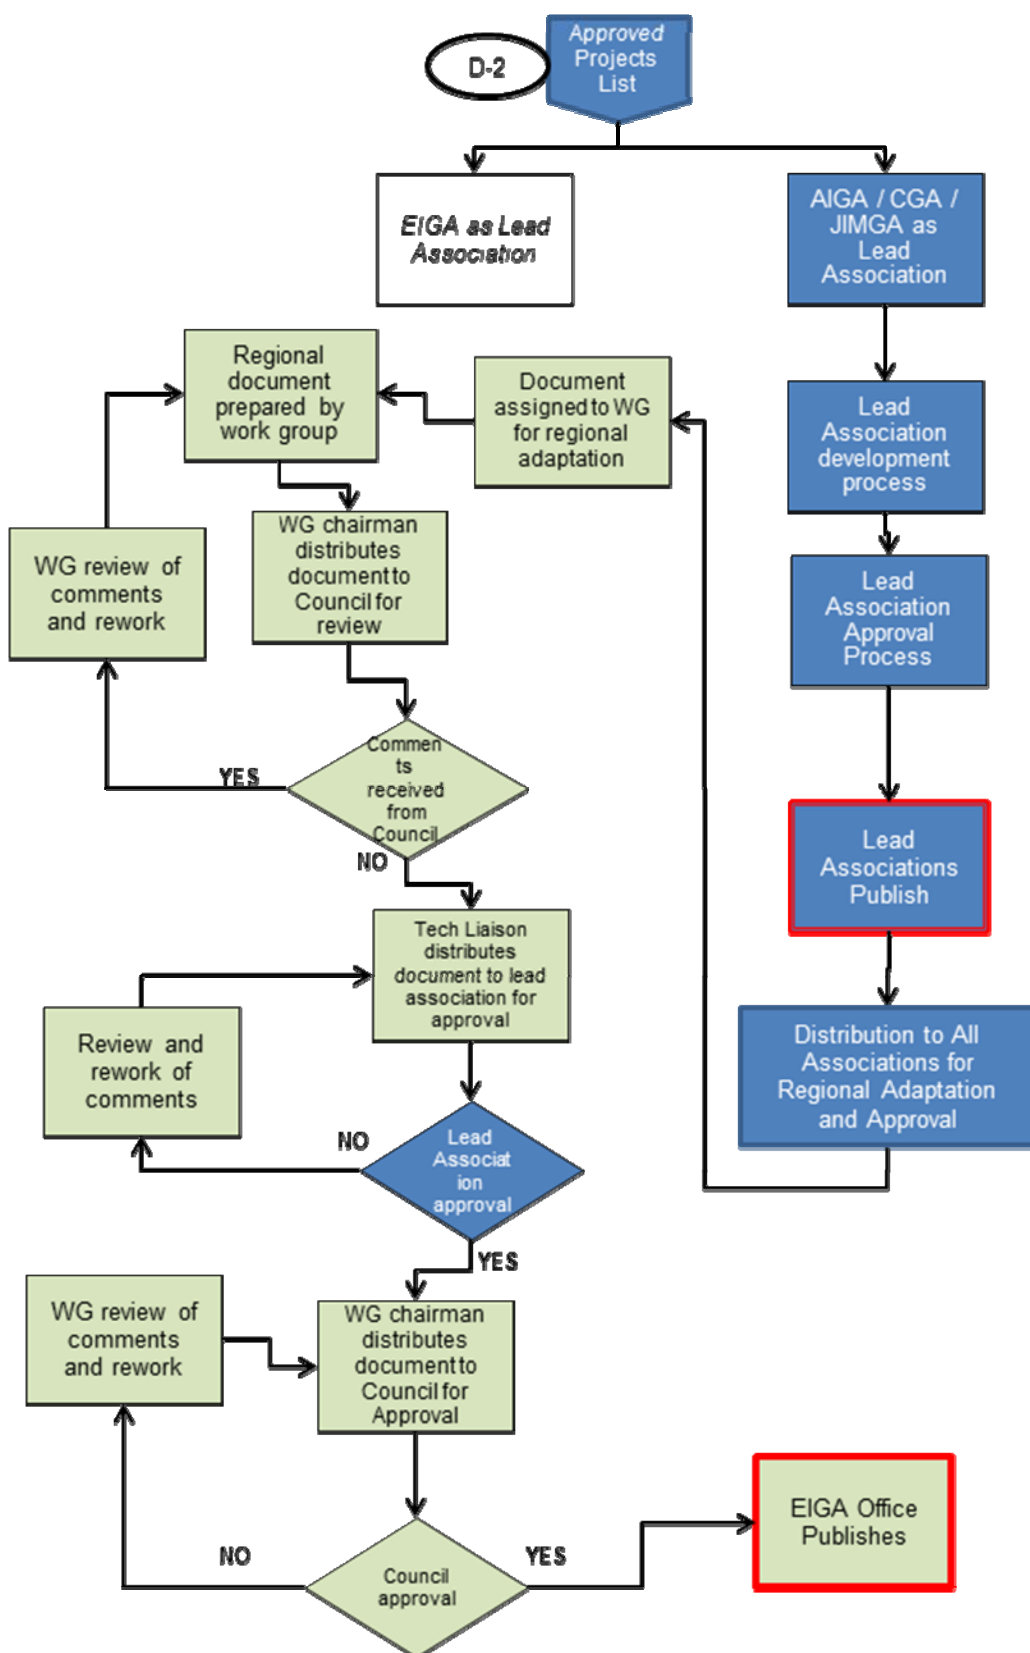 D-2
Approved
Projects
List
EIGA as Lead
Association
AIGA / CGA /
JIMGA as
Lead
Association
Regional
document
prepared by
work group
Document
assigned to WG
for regional
adaptation
Lead
Association
development
process
WG review of
comments
and rework
WG chairman
distributes
document to
Council for
review
Lead
Association
Approval
Process
Commen
ts
received
from
Council
YES
NO
Lead
Associations
Publish
Tech Liaison
distributes
document to lead
association for
approval
Review and
rework of
comments
Distribution to All
Associations for
Regional Adaptation
and Approval
Lead
Associat
ion
approval
NO
YES
WG review of
comments
and rework
WG chairman
distributes
document to
Council for
Approval
Council
approval
NO
YES
EIGA Office
Publishes